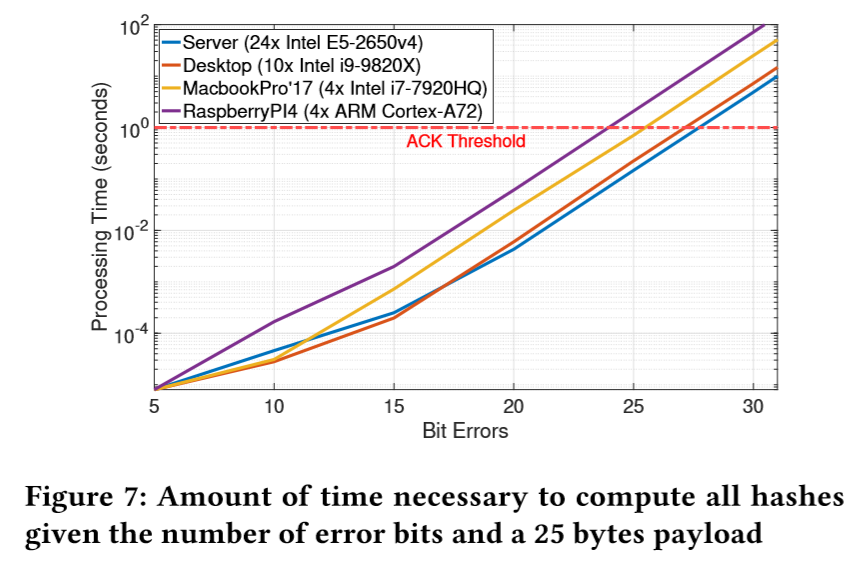 10^2
Server (24x Intel E5-2650v4)
Desktop (10x Intel i9-9820X)
MacbookPro'17 (4x Intel i7-7920HQ)
RaspberryPI4 (4x ARM Cortex-A72)
10^0
ACK Threshold
10^-2
10^-4
Processing Time (seconds)
5 10 15 20 25 30
Bit Errors
Figure 7: Amount of time necessary to compute all hashes
given the number of error bits and a 25 bytes payload